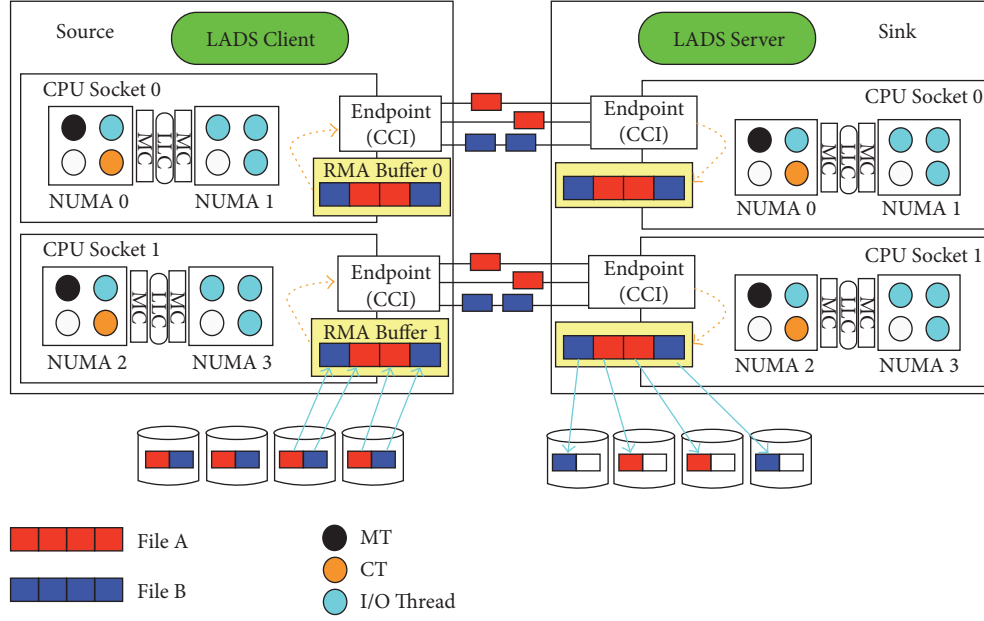 Source
LADS Client
LADS Server
Sink
CPU Socket 0
MC
LLC
MC
NUMA 0
NUMA 1
Endpoint
(CCI)
RMA Buffer 0
Endpoint
(CCI)
CPU Socket 0
MC
LLC
MC
NUMA 0
NUMA 1
CPU Socket 1
MC
LLC
MC
NUMA 2
NUMA 3
Endpoint
(CCI)
RMA Buffer 1
Endpoint
(CCI)
CPU Socket 1
MC
LLC
MC
NUMA 2
NUMA 3
File A
File B
MT
CT
I/O Thread